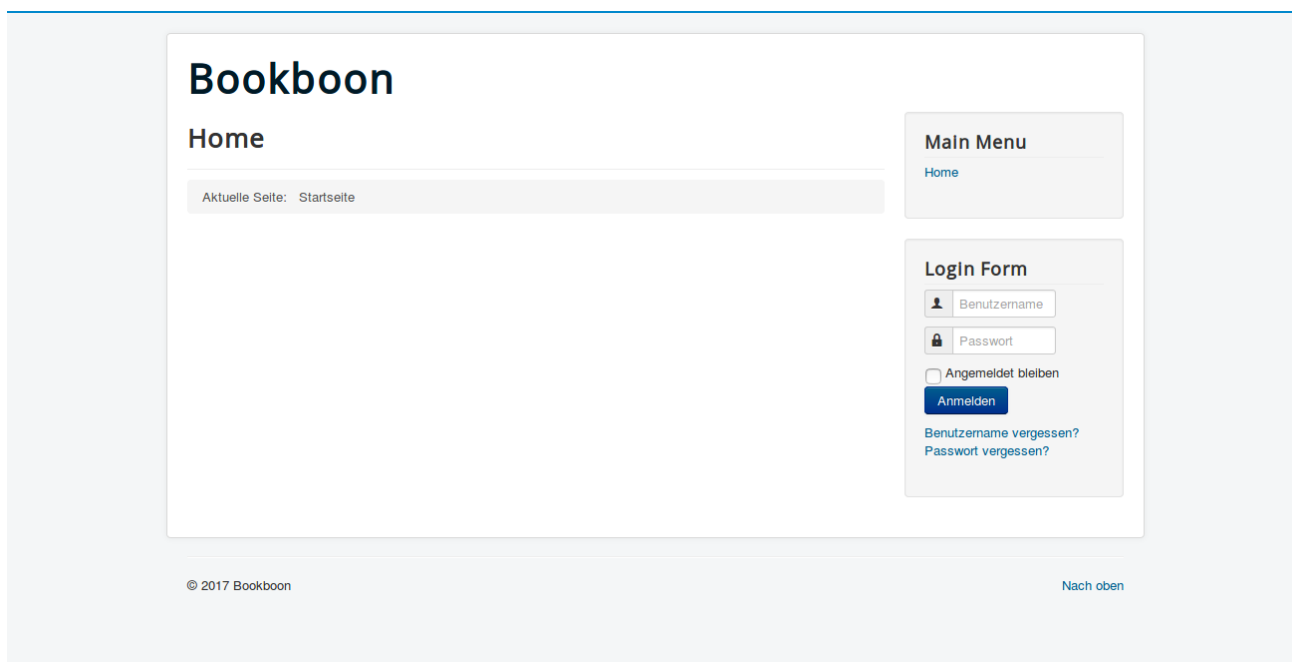 Bookboon
Home
Aktuelle Seite: Startseite
Main Menu
Home
Login Form
Benutzername
Passwort
Angemeldet bleiben
Anmelden
Benutzername vergessen?
Passwort vergessen?
© 2017 Bookboon
Nach oben